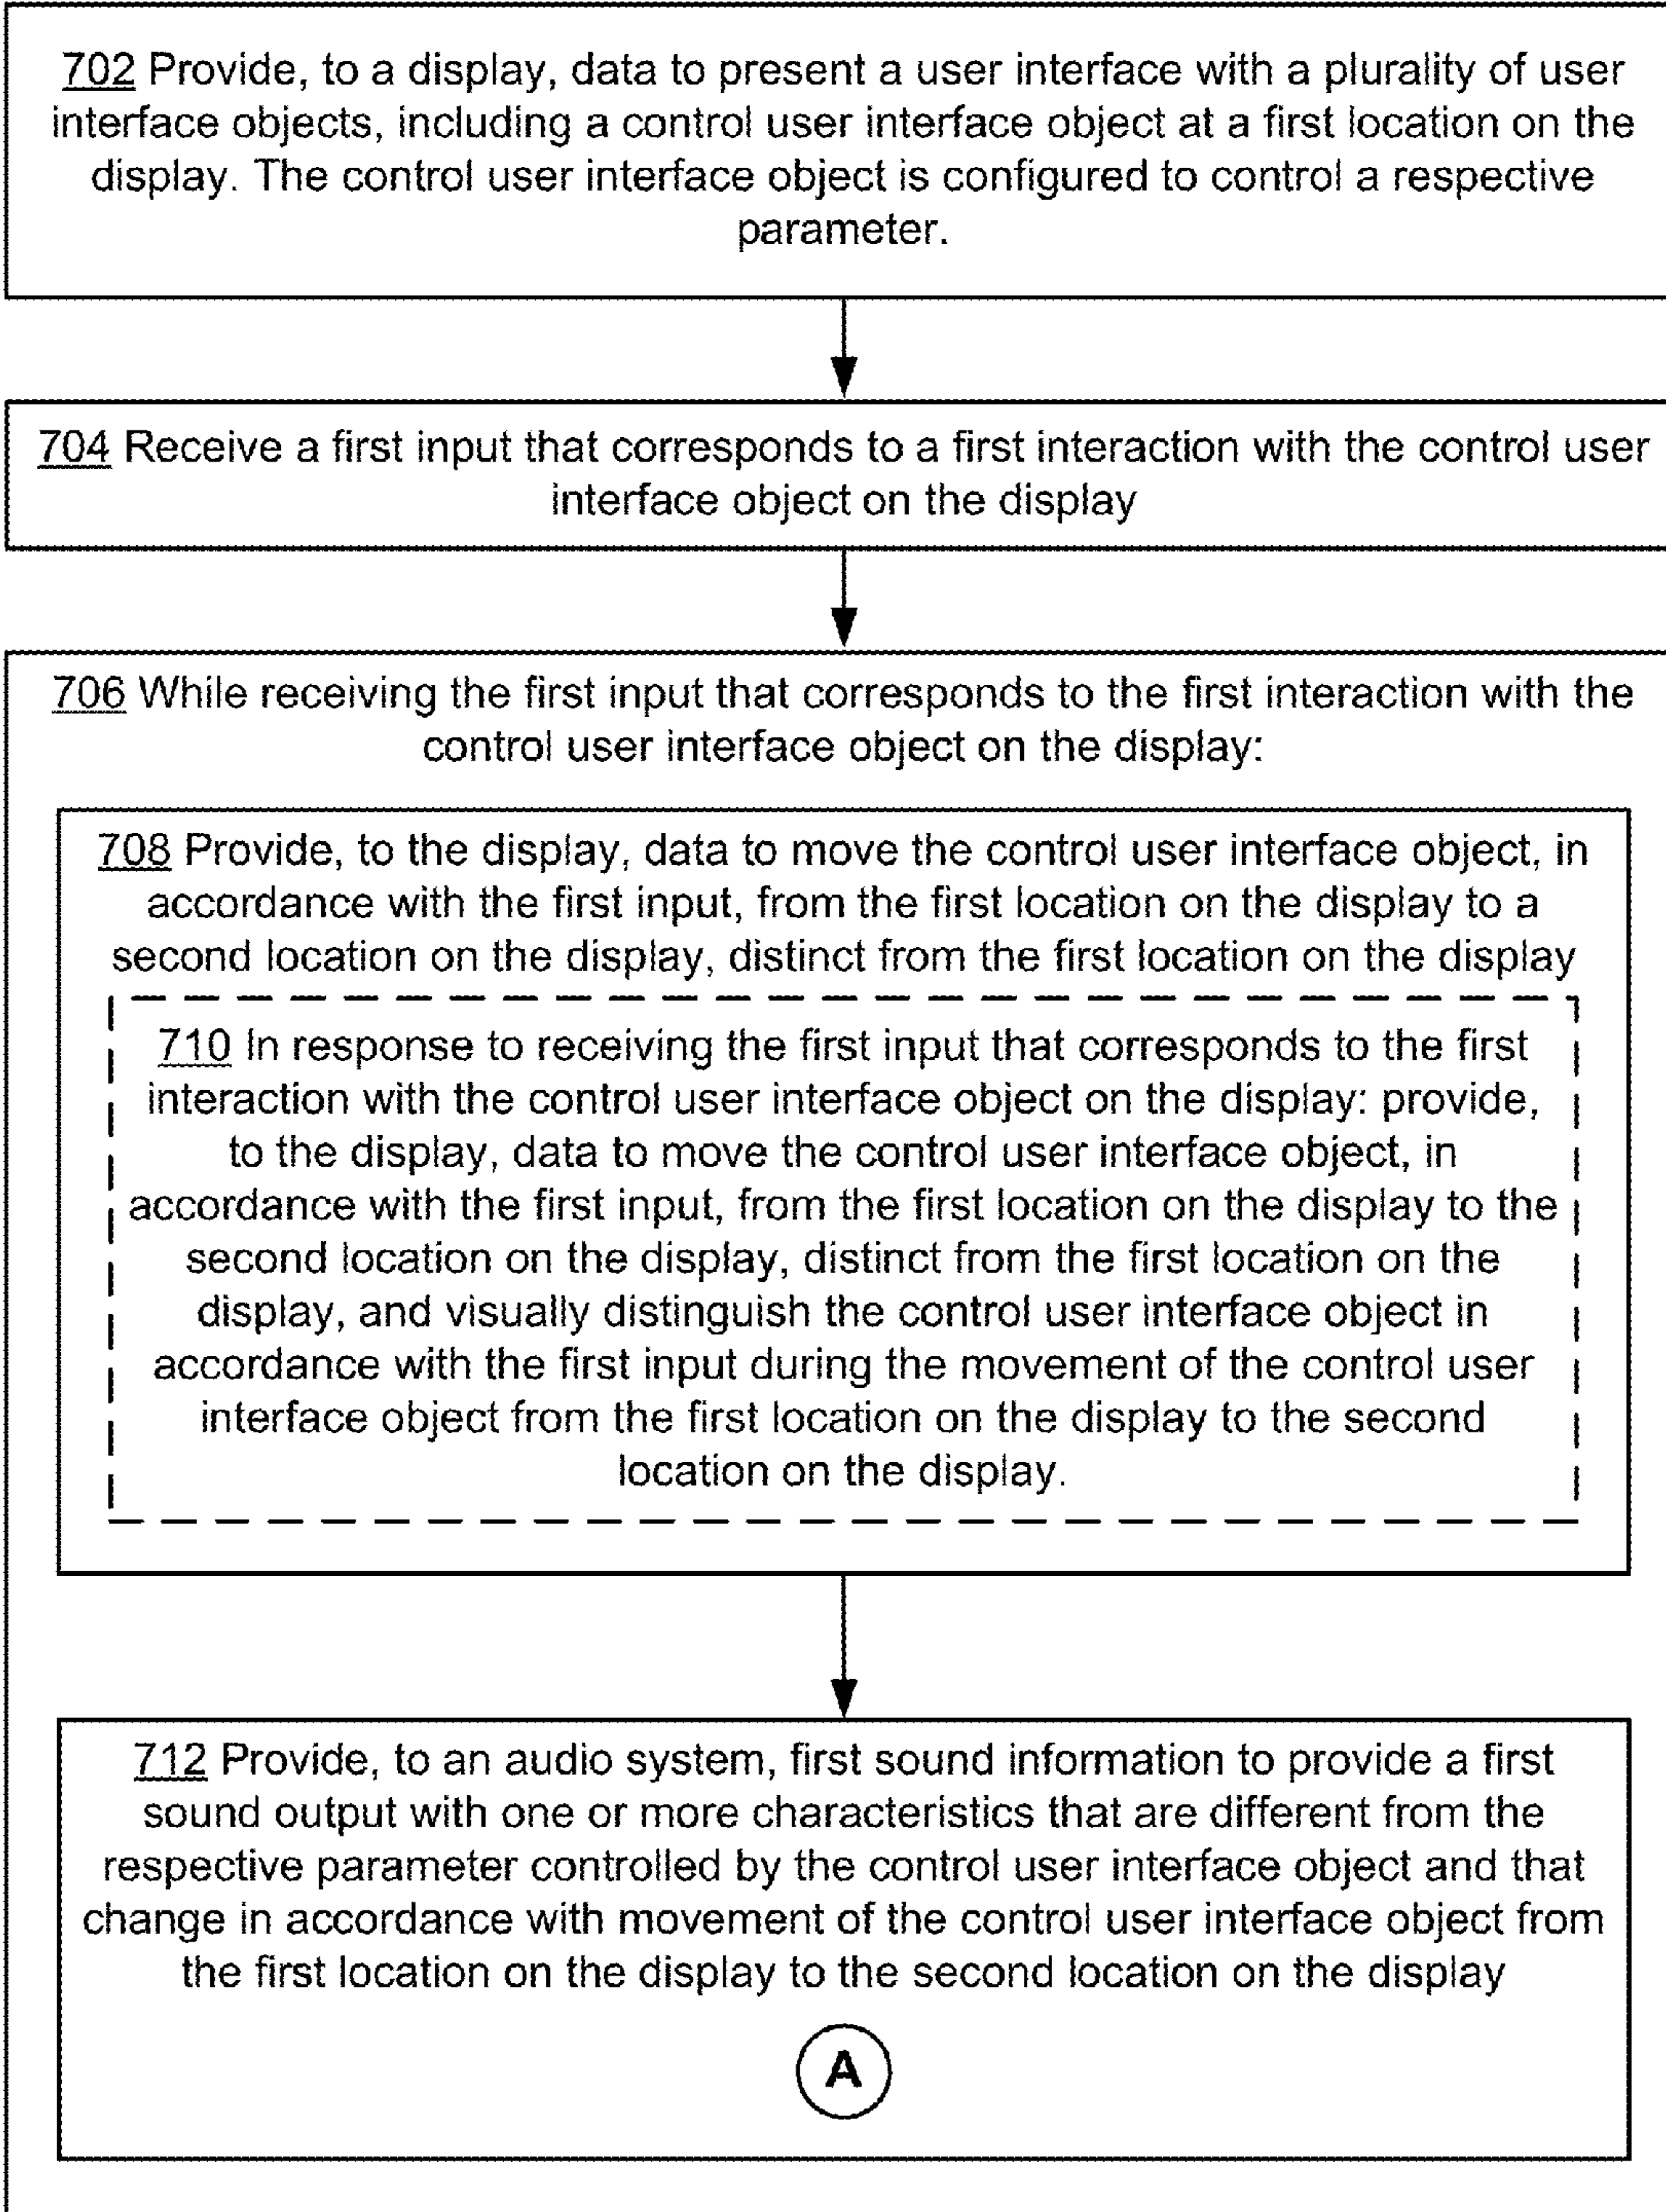 702 Provide, to a display, data to present a user interface with a plurality of user
interface objects, including a control user interface object at a first location on the
display. The control user interface object is configured to control a respective
parameter.
704 Receive a first input that corresponds to a first interaction with the control user
interface object on the display
706 While receiving the first input that corresponds to the first interaction with the
control user interface object on the display:
708 Provide, to the display, data to move the control user interface object, in
accordance with the first input, from the first location on the display to a
second location on the display, distinct from the first location on the display
710 In response to receiving the first input that corresponds to the first
interaction with the control user interface object on the display: provide,
to the display, data to move the control user interface object, in
accordance with the first input, from the first location on the display to the
second location on the display, distinct from the first location on the
display, and visually distinguish the control user interface object in
accordance with the first input during the movement of the control user
interface object from the first location on the display to the second
location on the display.
712 Provide, to an audio system, first sound information to provide a first
sound output with one or more characteristics that are different from the
respective parameter controlled by the control user interface object and that
change in accordance with movement of the control user interface object from
the first location on the display to the second location on the display
A